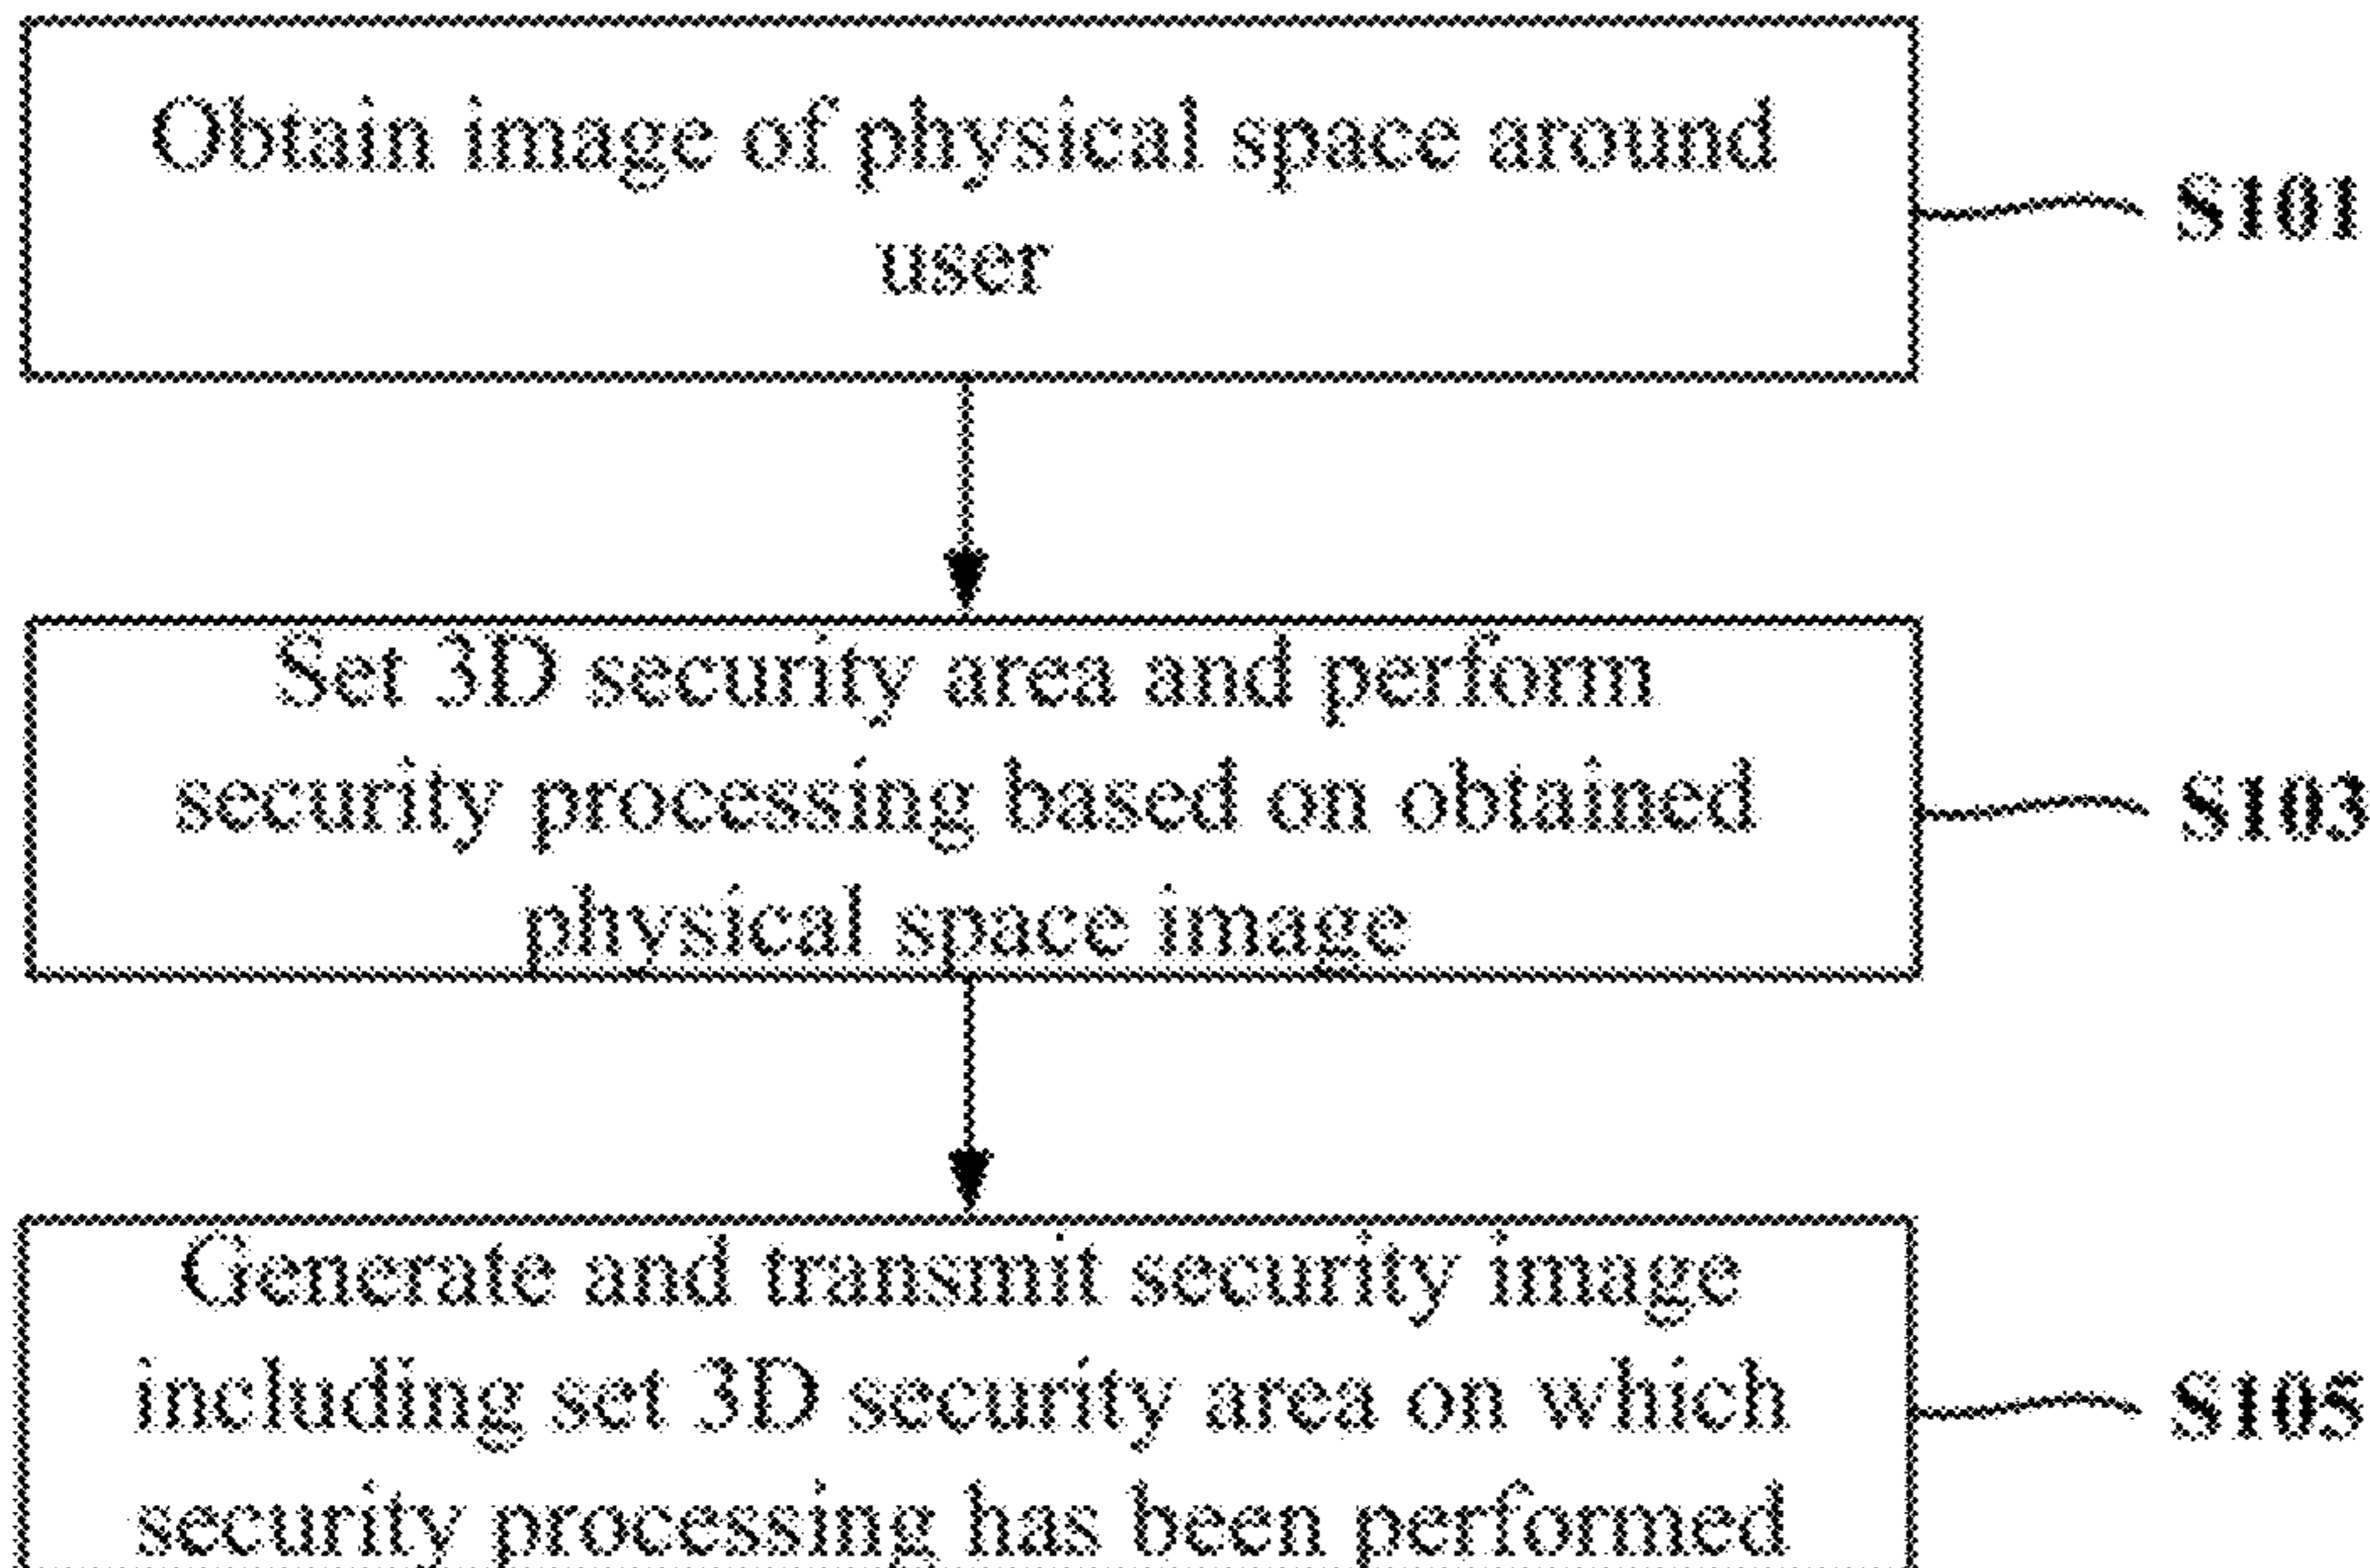 Obtain image of physical space around
user
S101
Set 3D security area and perform
security processing based on obtained
physical space image
S103
Generate and transmit security image
including set 3D security area on which
security processing has been performed
S105